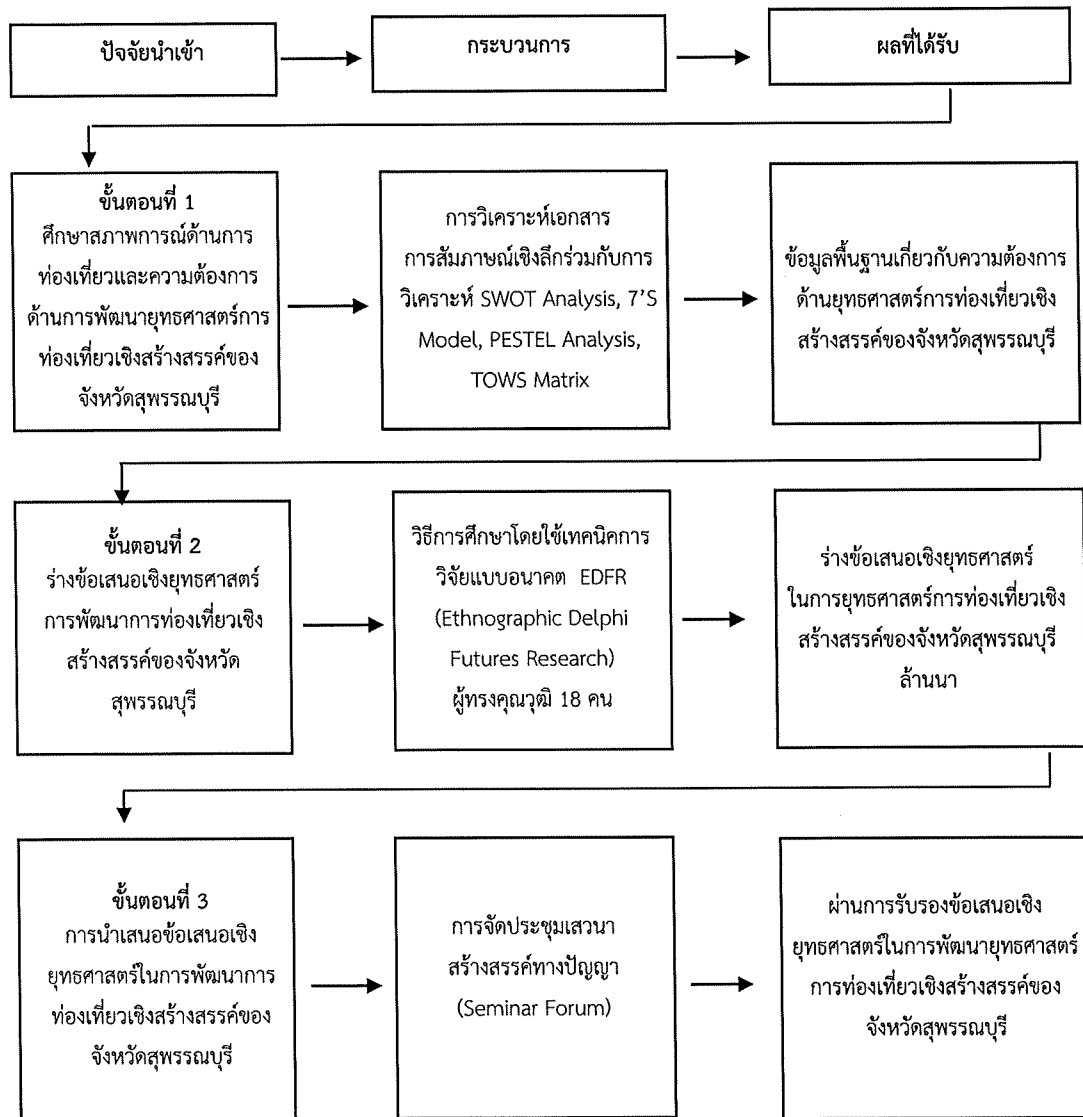 ปัจจัยนำเข้า
กระบวนการ
ผลที่ได้รับ
ขั้นตอนที่ 1
ศึกษาสภาพการณ์ด้านการ
ท่องเที่ยวและความต้องการ
ด้านการพัฒนายุทธศาสตร์การ
ท่องเที่ยวเชิงสร้างสรรค์ของ
จังหวัดสุพรรณบุรี
การวิเคราะห์เอกสาร
การสัมภาษณ์เชิงลึกร่วมกับการ
วิเคราะห์ SWOT Analysis, 7'S
Model, PESTEL Analysis,
TOWS Matrix
ข้อมูลพื้นฐานเกี่ยวกับความต้องการ
ด้านยุทธศาสตร์การท่องเที่ยวเชิง
สร้างสรรค์ของจังหวัดสุพรรณบุรี
ขั้นตอนที่ 2
ร่างข้อเสนอเชิงยุทธศาสตร์
การพัฒนาการท่องเที่ยวเชิง
สร้างสรรค์ของจังหวัด
สุพรรณบุรี
วิธีการศึกษาโดยใช้เทคนิคการ
วิจัยแบบอนาคต EDFR
(Ethnographic Delphi
Futures Research)
ผู้ทรงคุณวุฒิ 18 คน
ร่างข้อเสนอเชิงยุทธศาสตร์
ในการยุทธศาสตร์การท่องเที่ยวเชิง
สร้างสรรค์ของจังหวัดสุพรรณบุรี
ล้านนา
ขั้นตอนที่ 3
การนำเสนอข้อเสนอเชิง
ยุทธศาสตร์ในการพัฒนาการ
ท่องเที่ยวเชิงสร้างสรรค์ของ
จังหวัดสุพรรณบุรี
การจัดประชุมเสวนา
สร้างสรรค์ทางปัญญา
(Seminar Forum)
ผ่านการรับรองข้อเสนอเชิง
ยุทธศาสตร์ในการพัฒนายุทธศาสตร์
การท่องเที่ยวเชิงสร้างสรรค์ของ
จังหวัดสุพรรณบุรี